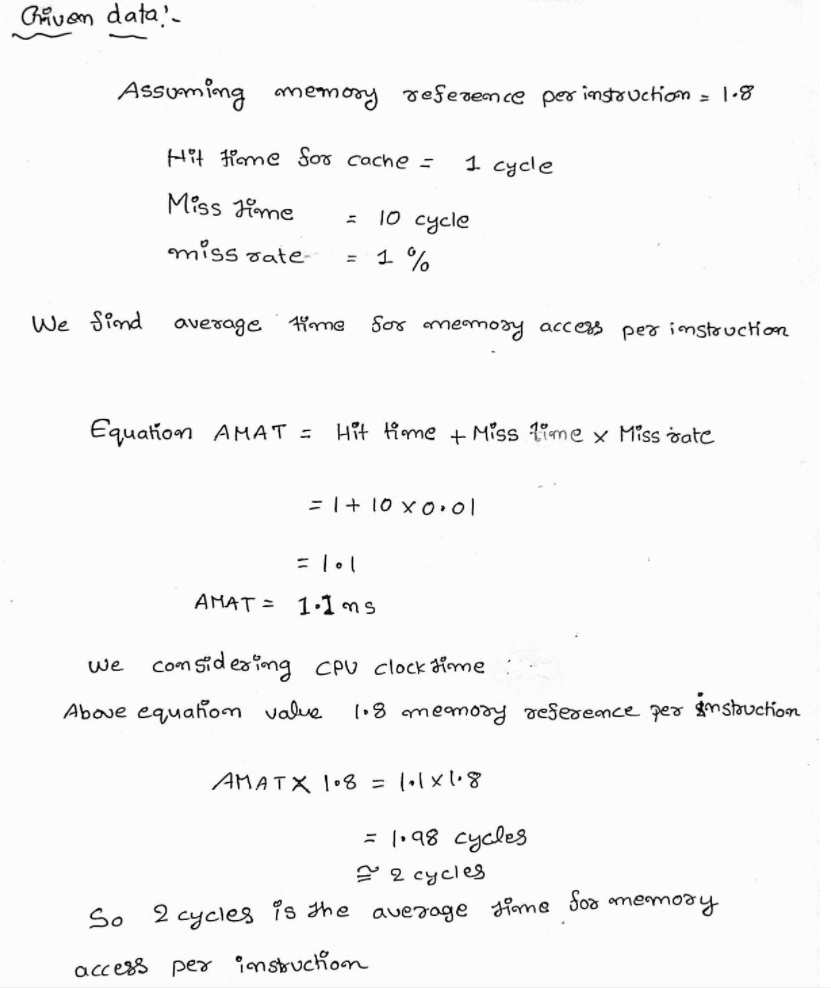 Given data:-
Assuming memory reference per instruction = 1.8
Hit time for cache = 1 cycle
Miss time = 10 cycle
miss rate = 1 %
We find average time for memory access per instruction
Equation AMAT = Hit time + Miss time x Miss rate
= 1 + 10 x 0.01
= 1.1
AMAT = 1.1 ns
we considering CPU clock time :
Above equation value 1.8 memory reference per instruction
AMAT X 1.8 = 1.1 x 1.8
= 1.98 cycles
≅ 2 cycles
So 2 cycles is the average time for memory
access per instruction